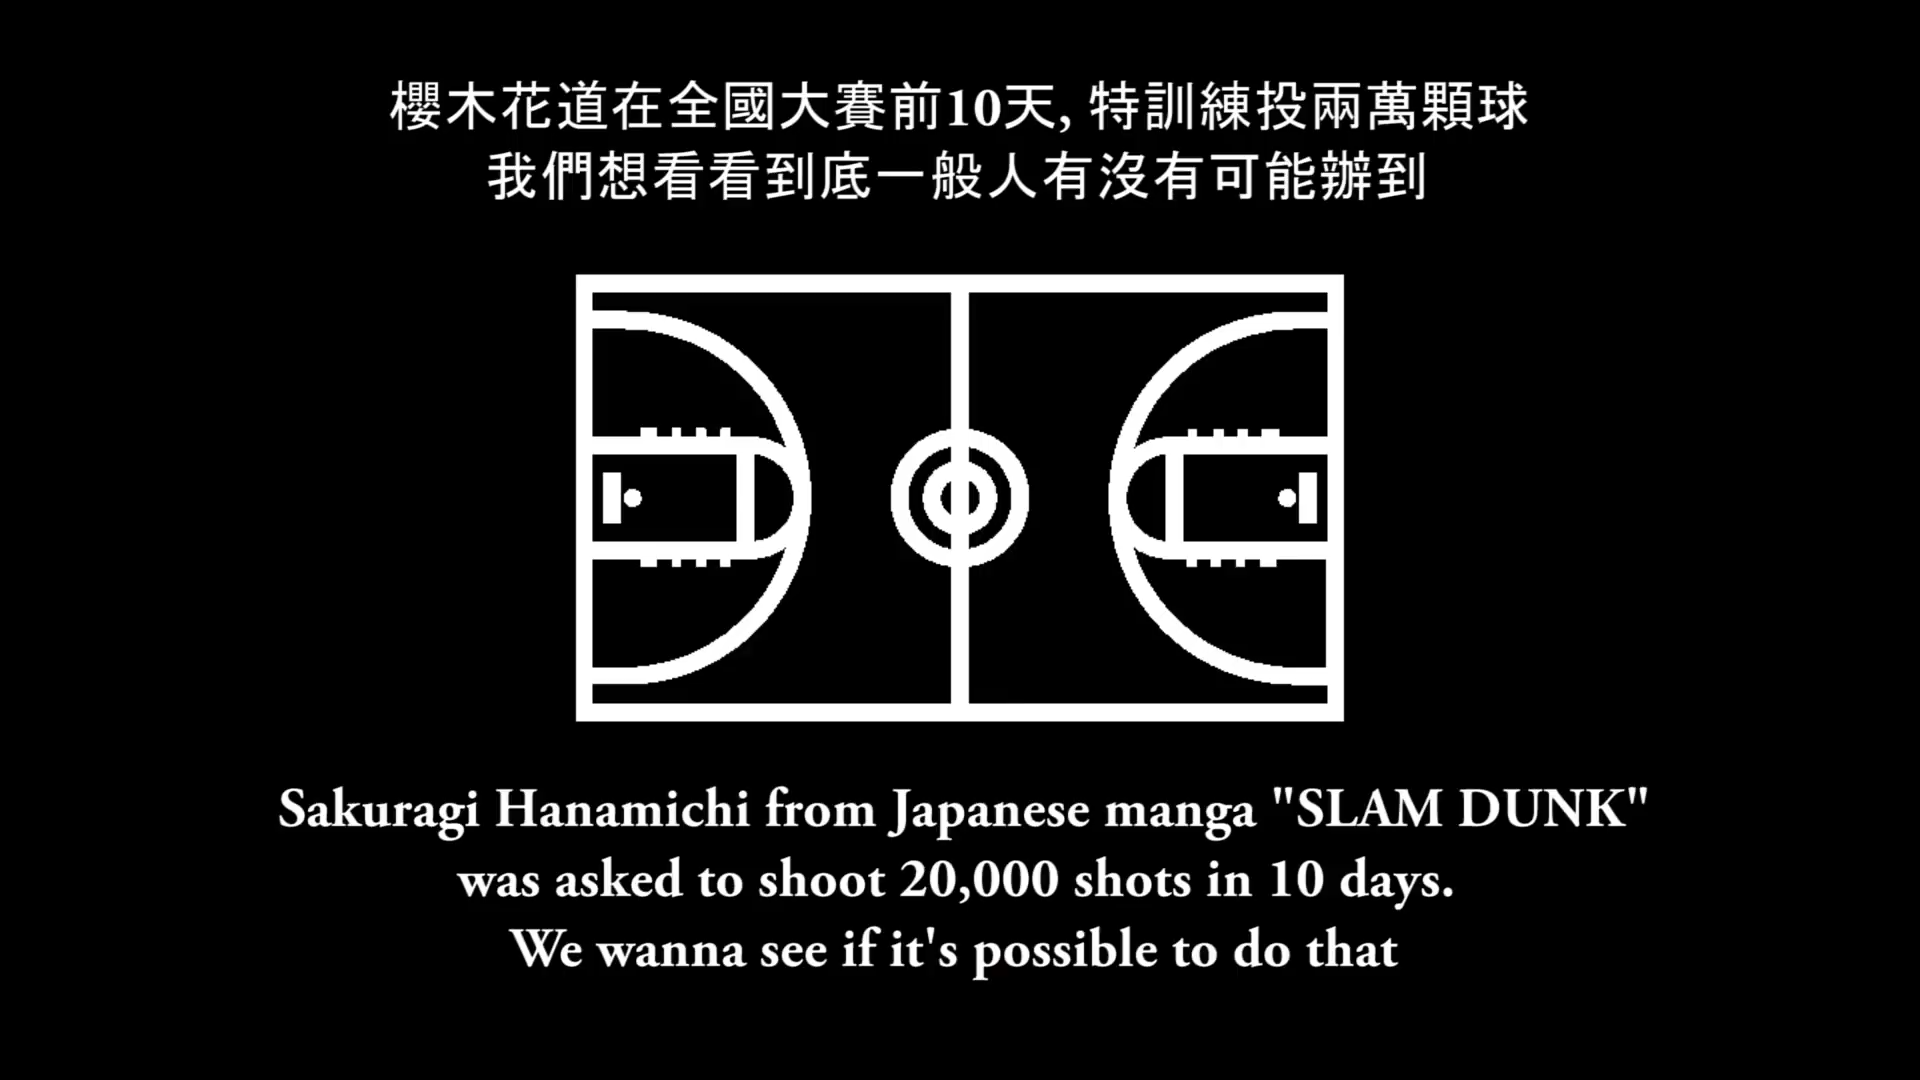 櫻木花道在全國大賽前10天, 特訓練投兩萬顆球
我們想看看到底一般人有沒有可能辦到
Sakuragi Hanamichi from Japanese manga "SLAM DUNK"
was asked to shoot 20,000 shots in 10 days.
We wanna see if it's possible to do that